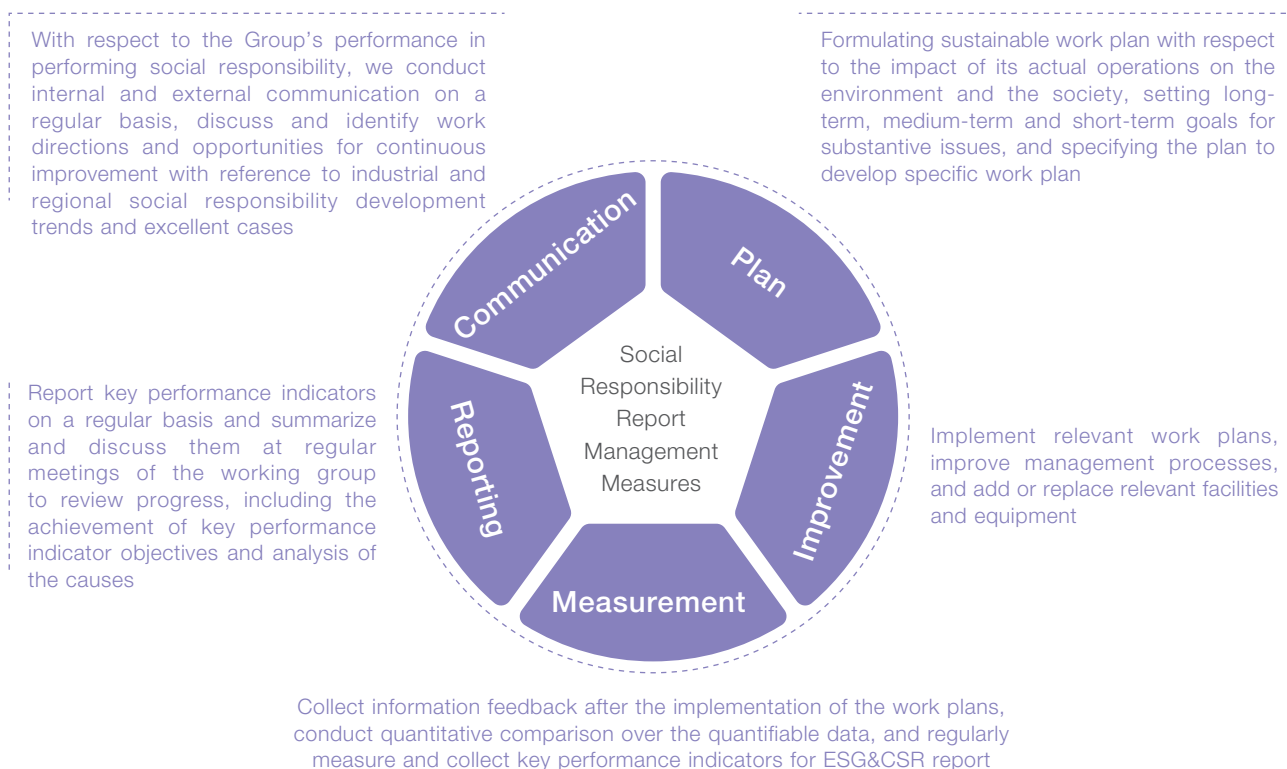 With respect to the Group's performance in
performing social responsibility, we conduct
internal and external communication on a
regular basis, discuss and identify work
directions and opportunities for continuous
improvement with reference to industrial and
regional social responsibility development
trends and excellent cases
Formulating sustainable work plan with respect
to the impact of its actual operations on the
environment and the society, setting long-
term, medium-term and short-term goals for
substantive issues, and specifying the plan to
develop specific work plan
Communication
Plan
Social
Responsibility
Report
Management
Measures
Reporting
Improvement
Measurement
Report key performance indicators
on a regular basis and summarize
and discuss them at regular
meetings of the working group
to review progress, including the
achievement of key performance
indicator objectives and analysis of
the causes
Implement relevant work plans,
improve management processes,
and add or replace relevant facilities
and equipment
Collect information feedback after the implementation of the work plans,
conduct quantitative comparison over the quantifiable data, and regularly
measure and collect key performance indicators for ESG&CSR report